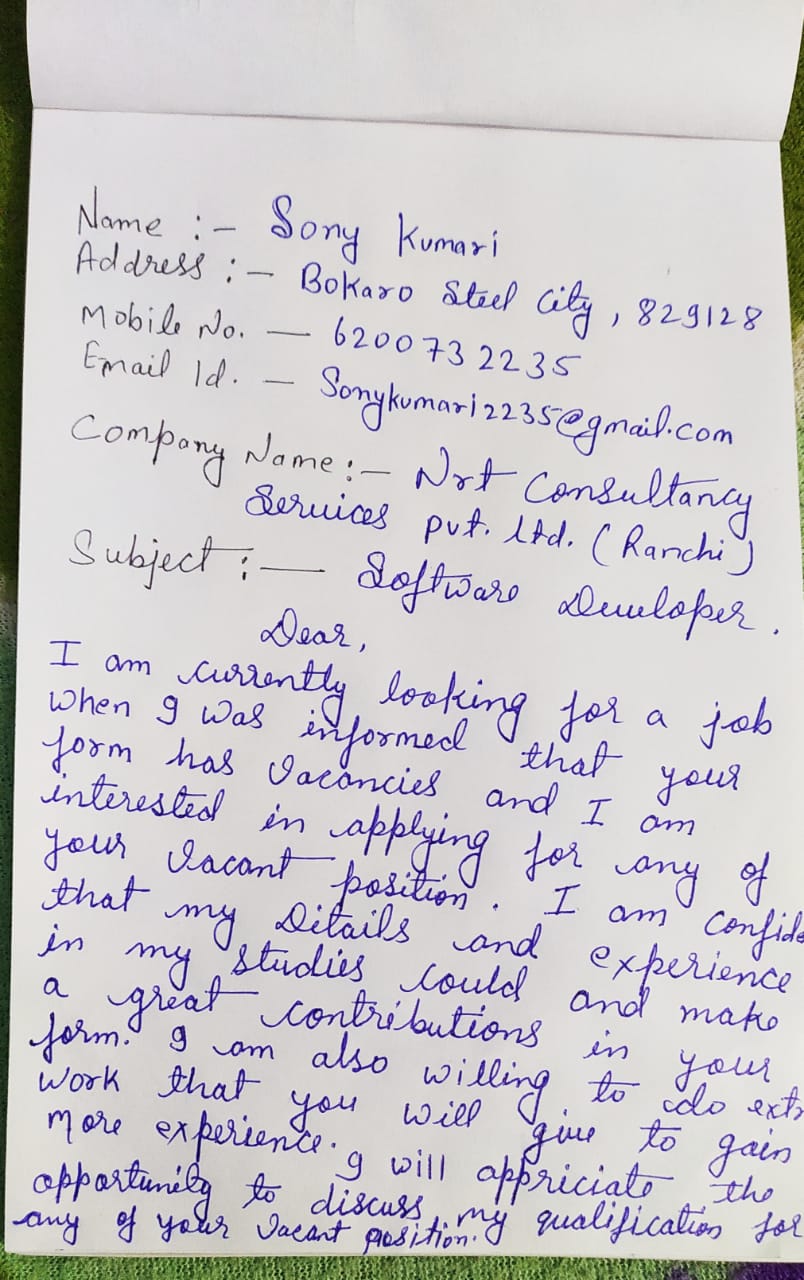 Name :- Sony Kumari
Address :- Bokaro Steel City, 829128
Mobile No. - 6200732235
Email Id. - Sonykumari2235@gmail.com
Company Name :- Nrt Consultancy
Services pvt. ltd. (Ranchi)
Subject :- Software Developer.
Dear,
I am currently looking for a job
when I was informed that your
form has vacancies and I am
interested in applying for any of
your vacant position. I am confide
that my Ditails and experience
in my studies could and make
a great contributions in your
form. I am also willing to do extr
work that you will give to gain
more experience. I will appriciate the
opportunity to discuss my qualification for
any of your vacant position.